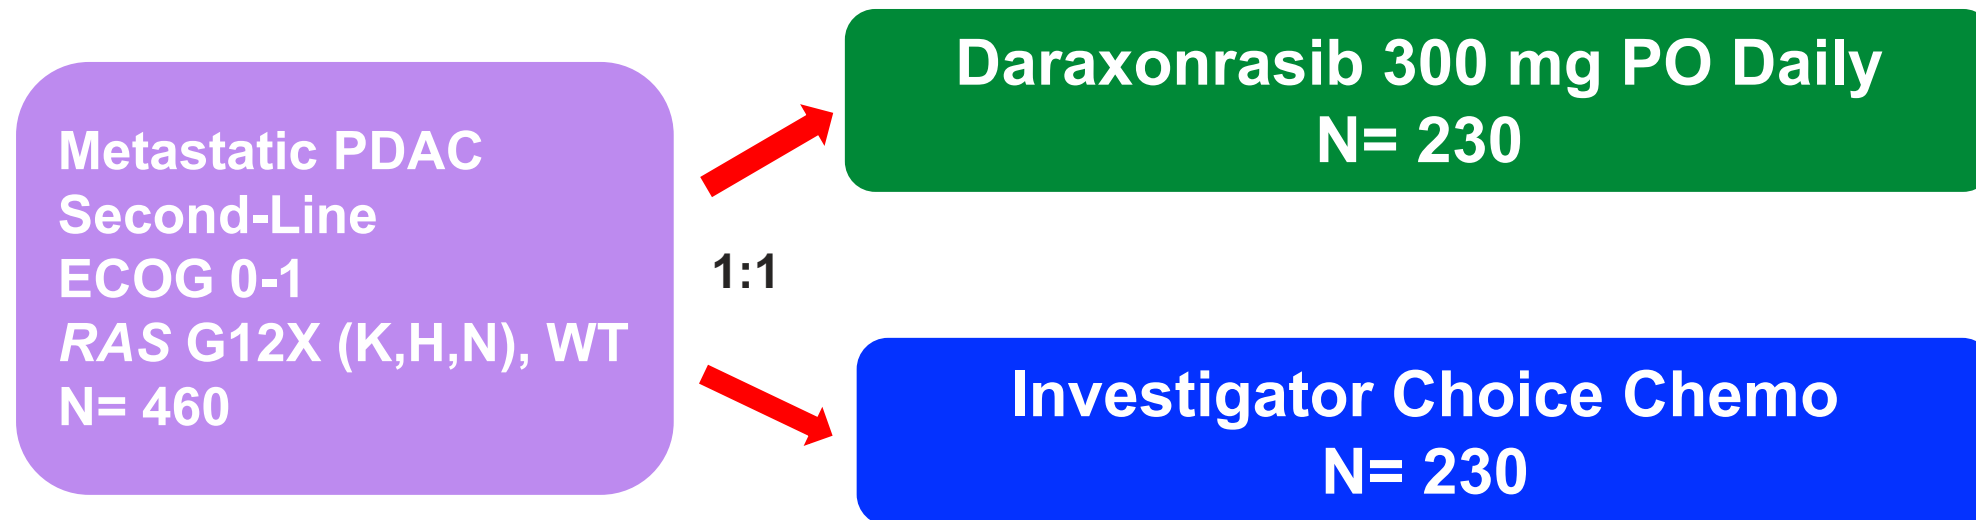 Metastatic PDAC
Second-Line
ECOG 0-1
RAS G12X (K,H,N), WT
N= 460
1:1
Daraxonrasib 300 mg PO Daily
N= 230
Investigator Choice Chemo
N= 230